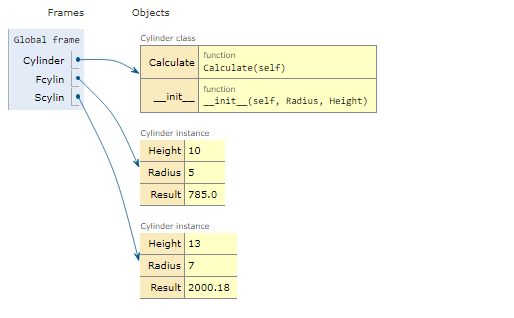 Frames Objects
Global frame
Cylinder
Fcylin
Scylin
Cylinder class
Calculate function
Calculate(self)
__init__ function
__init__(self, Radius, Height)
Cylinder instance
Height 10
Radius 5
Result 785.0
Cylinder instance
Height 13
Radius 7
Result 2000.18